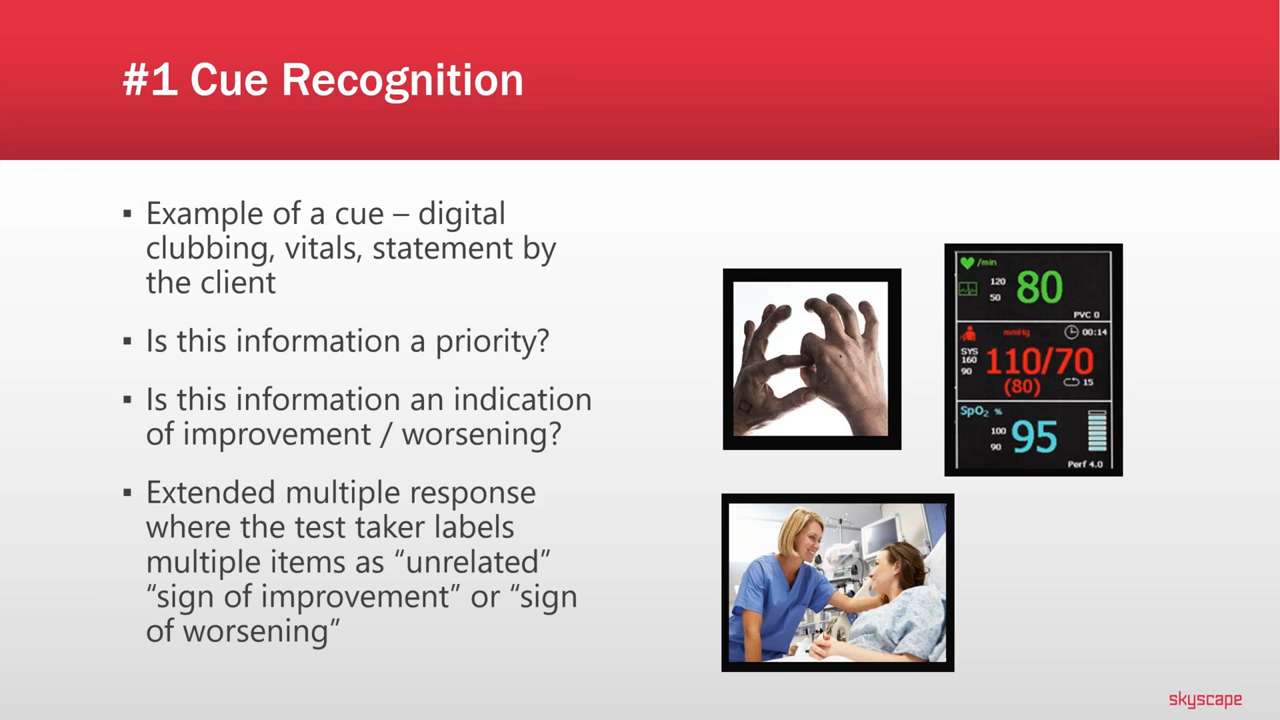 #1 Cue Recognition
▪ Example of a cue – digital
clubbing, vitals, statement by
the client
▪ Is this information a priority?
▪ Is this information an indication
of improvement / worsening?
▪ Extended multiple response
where the test taker labels
multiple items as “unrelated”
“sign of improvement” or “sign
of worsening”
/min
120
50
80
PVC 0
mmHg
00:14
SYS
160
90
110/70
(80)
15
SpO₂ %
100
90
95
Perf 4.0
skyscape